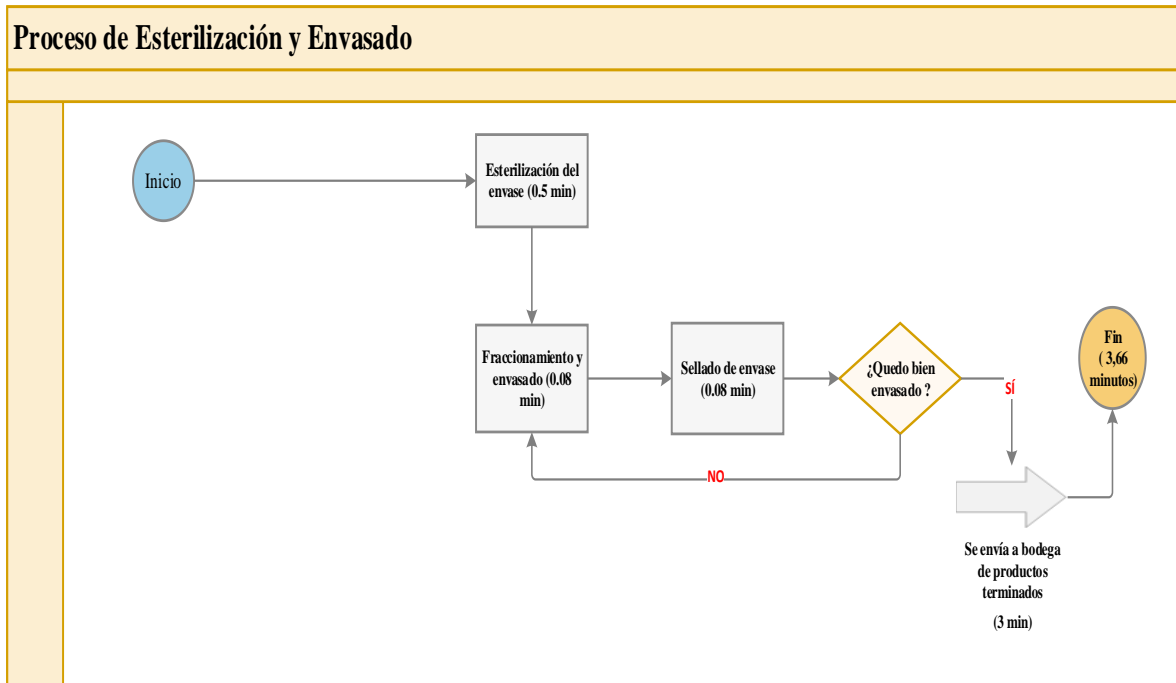 Proceso de Esterilización y Envasado
Inicio
Esterilización del
envase (0.5 min)
Fraccionamiento y
envasado (0.08
min)
Sellado de envase
(0.08 min)
¿Quedo bien
envasado ?
SÍ
NO
Se envía a bodega
de productos
terminados
(3 min)
Fin
( 3,66
minutos)